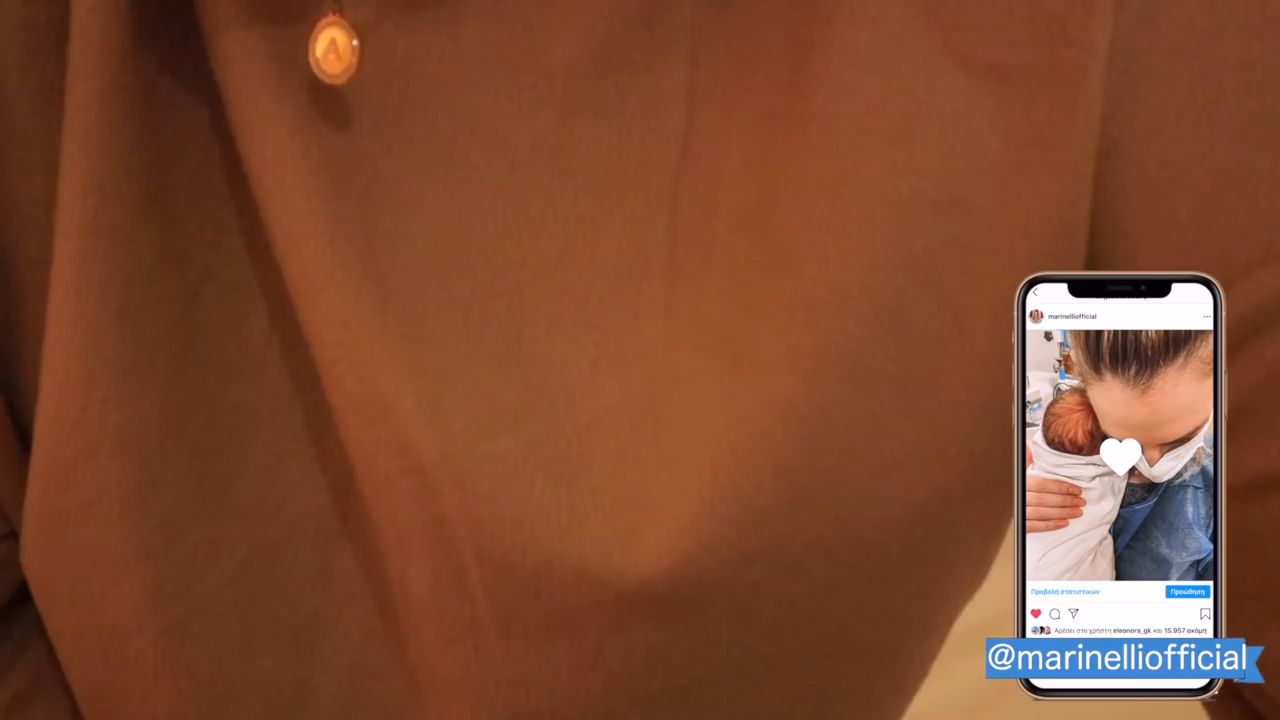 A
marinelliofficial
Προβολή στατιστικών
Προώθηση
Αρέσει στο χρήστη eleonora_gk και 15.957 ακόμη
@marinelliofficial